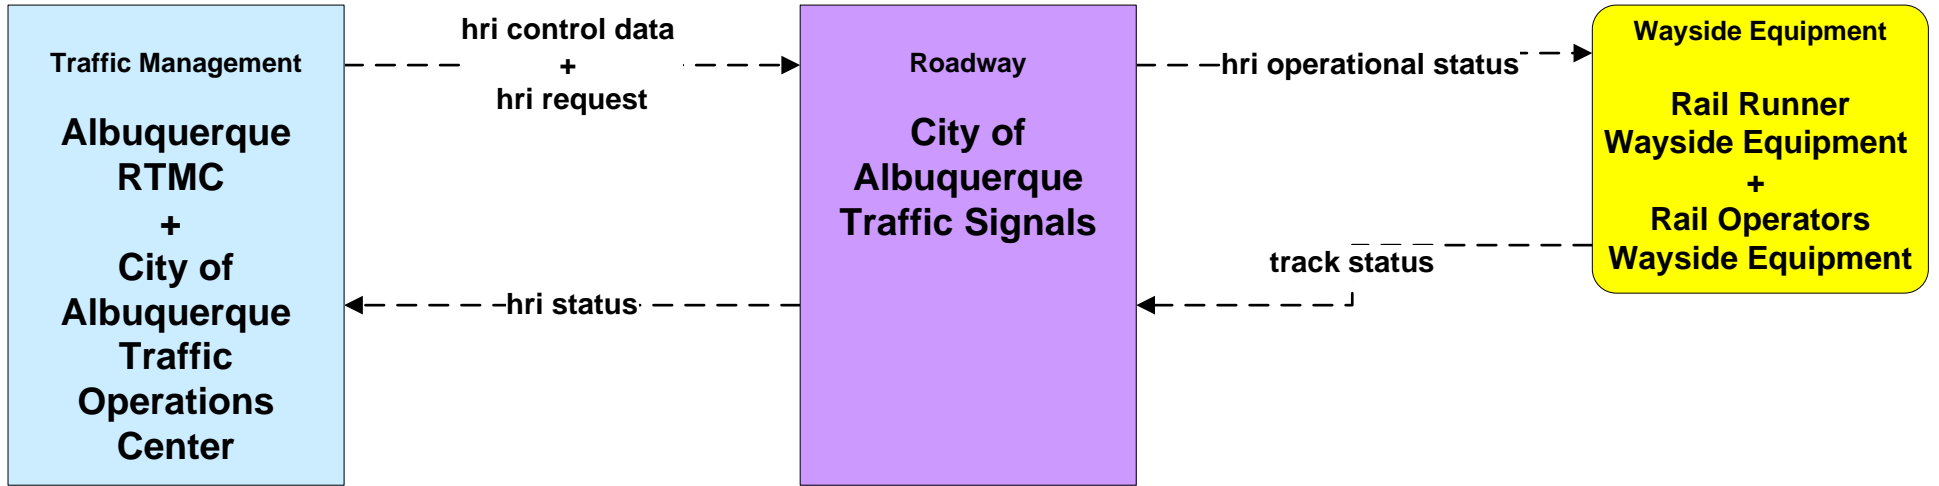 Traffic Management
Albuquerque
RTMC
+
City of
Albuquerque
Traffic
Operations
Center
hri control data
+
hri request
hri status
Roadway
City of
Albuquerque
Traffic Signals
hri operational status
track status
Wayside Equipment
Rail Runner
Wayside Equipment
+
Rail Operators
Wayside Equipment